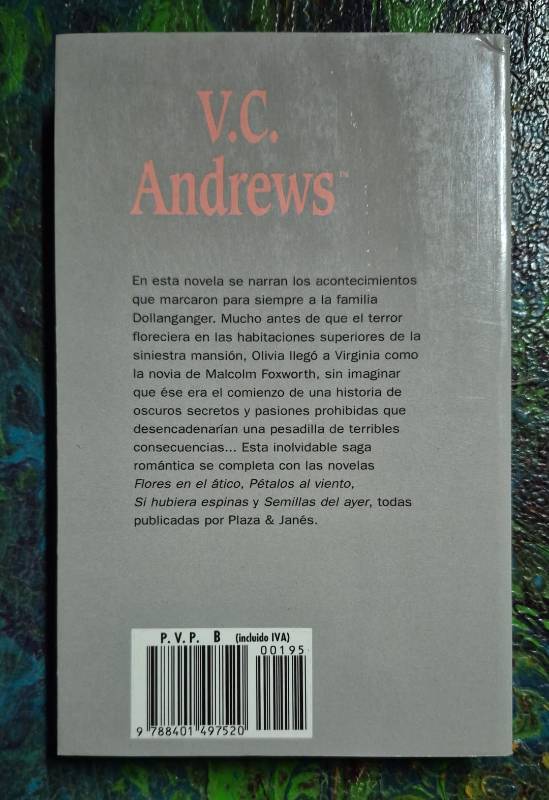 V.C.
Andrews™
En esta novela se narran los acontecimientos
que marcaron para siempre a la familia
Dollanganger. Mucho antes de que el terror
floreciera en las habitaciones superiores de la
siniestra mansión, Olivia llegó a Virginia como
la novia de Malcolm Foxworth, sin imaginar
que ése era el comienzo de una historia de
oscuros secretos y pasiones prohibidas que
desencadenarían una pesadilla de terribles
consecuencias... Esta inolvidable saga
romántica se completa con las novelas
Flores en el ático, Pétalos al viento,
Si hubiera espinas y Semillas del ayer, todas
publicadas por Plaza & Janés.
P.V.P. B (incluido IVA)
00195
9 788401 497520